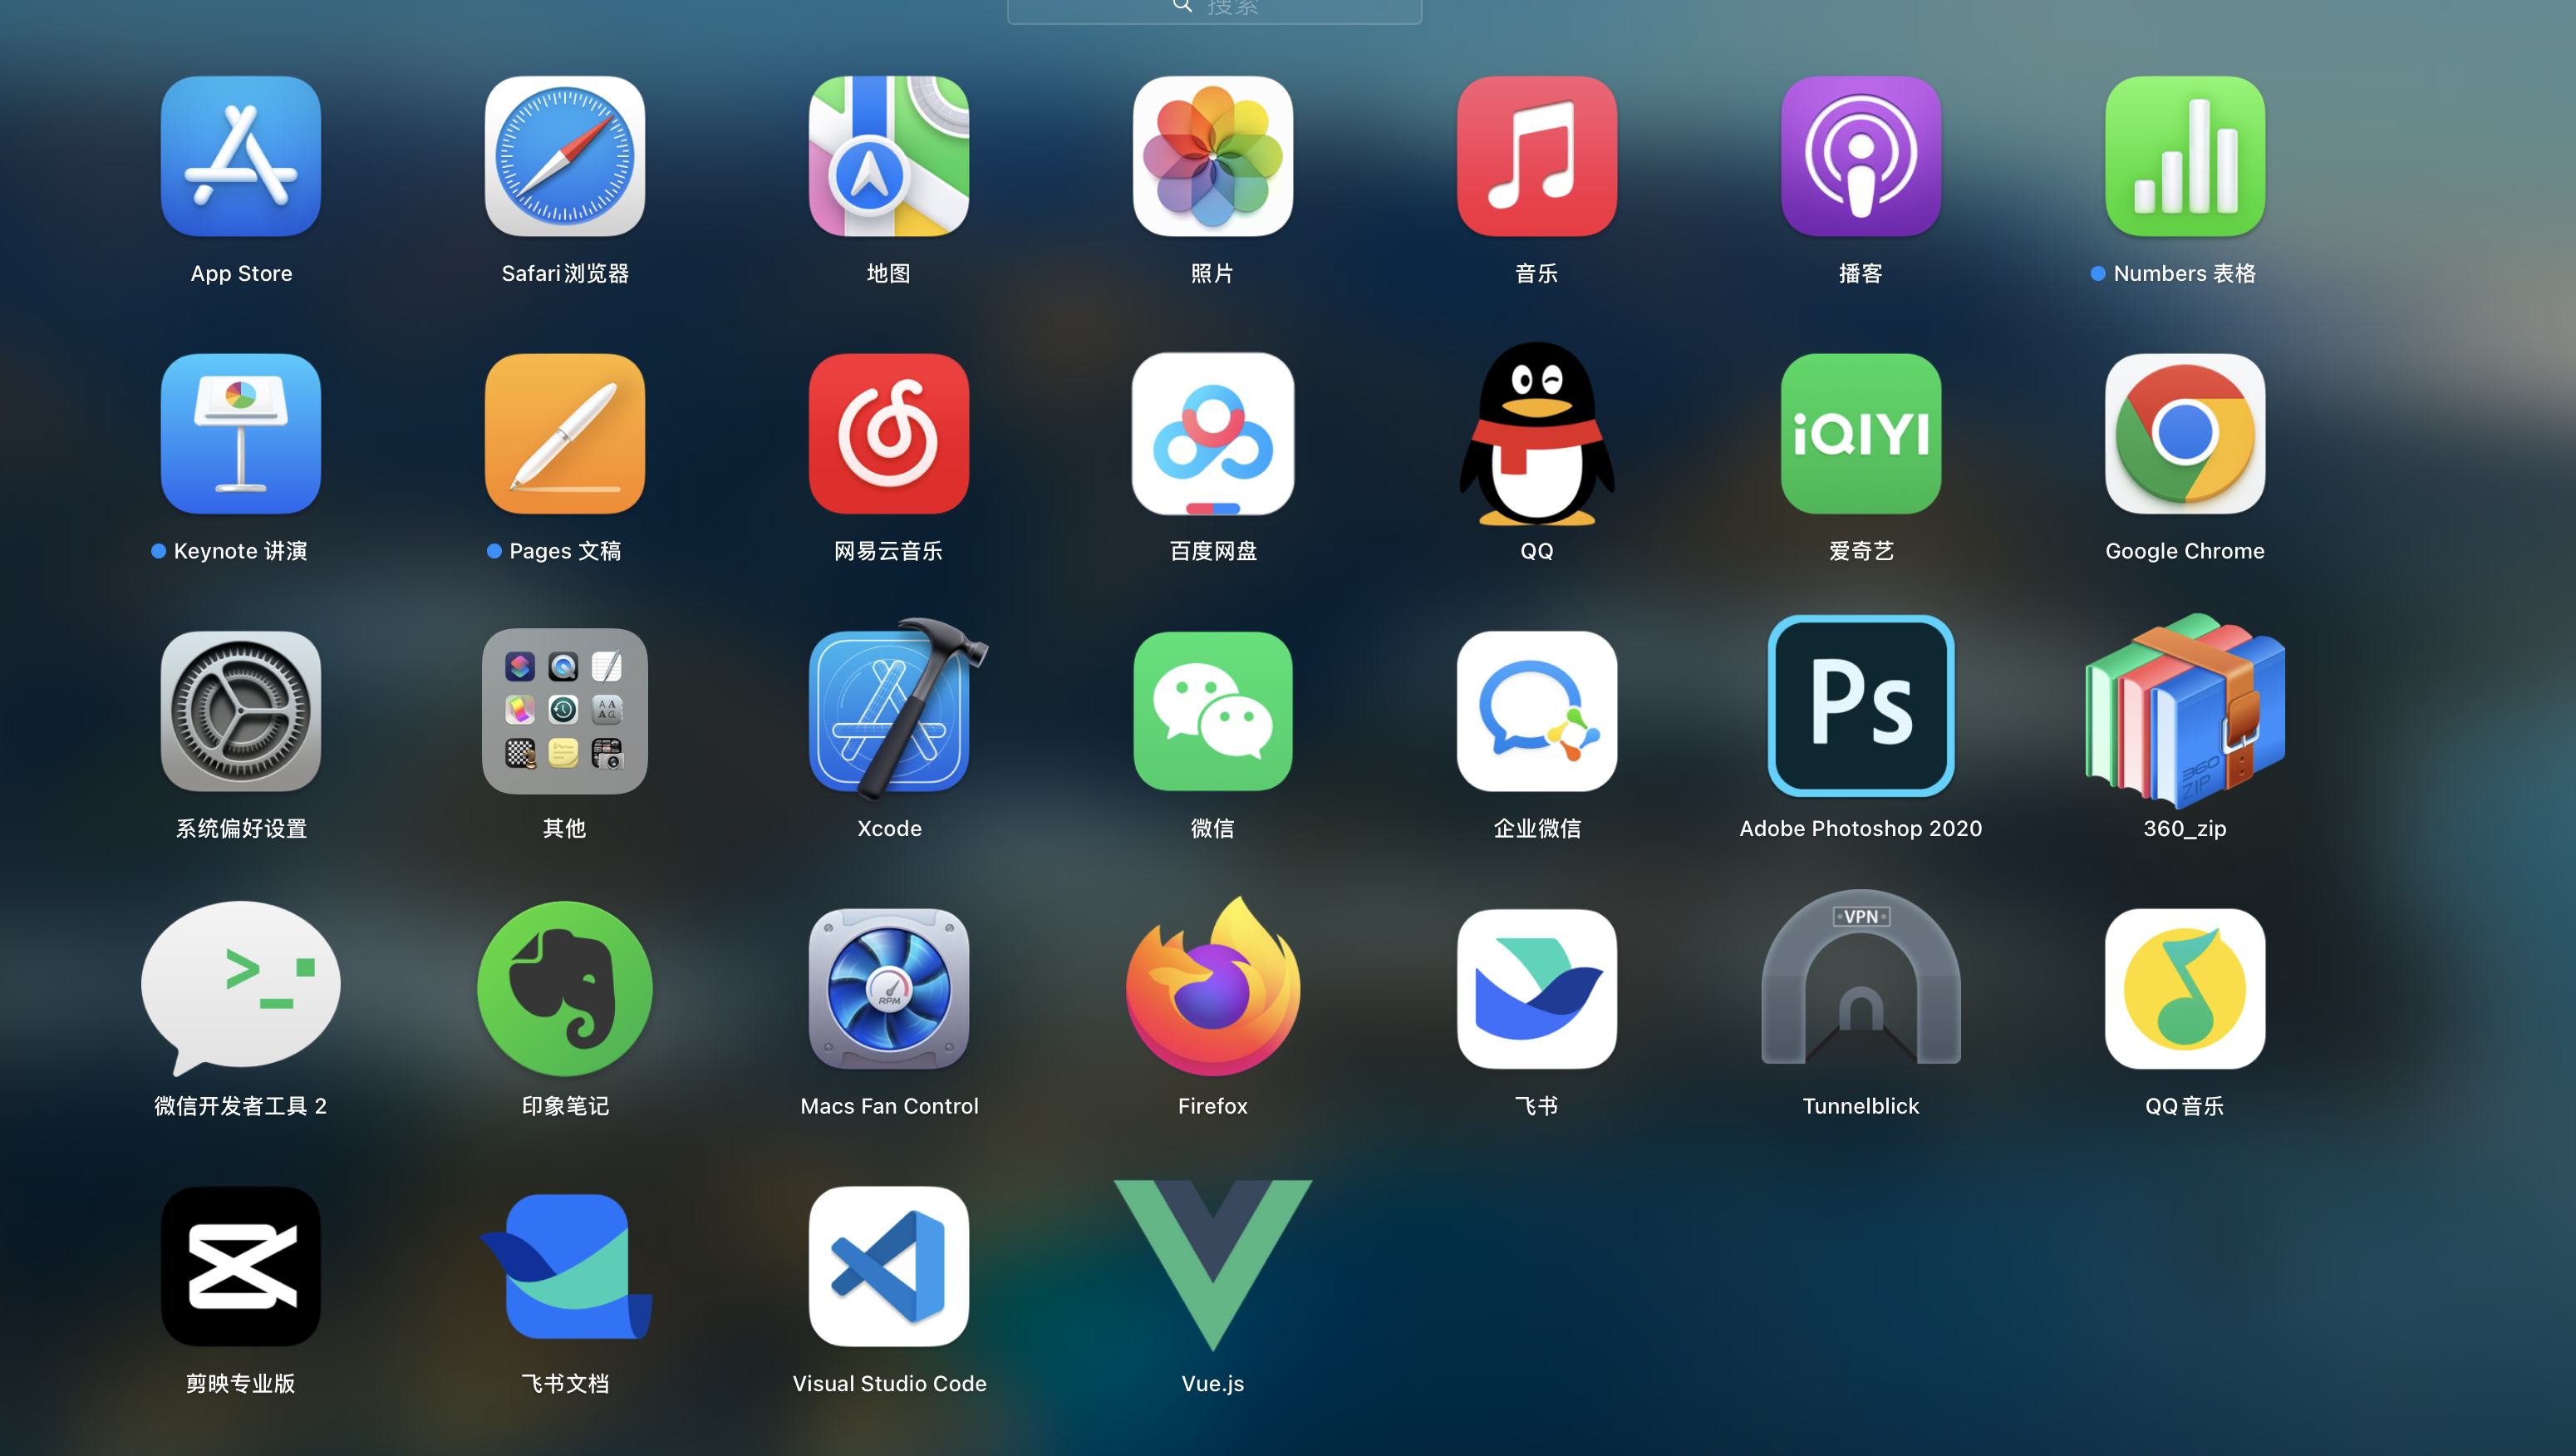 搜索
App Store
Safari浏览器
地图
照片
音乐
播客
Numbers 表格
iQIYI
Keynote 讲演
Pages 文稿
网易云音乐
百度网盘
QQ
爱奇艺
Google Chrome
Ps
360
ZIP
系统偏好设置
其他
Xcode
微信
企业微信
Adobe Photoshop 2020
360_zip
>_
RPM
VPN
微信开发者工具 2
印象笔记
Macs Fan Control
Firefox
飞书
Tunnelblick
QQ音乐
剪映专业版
飞书文档
Visual Studio Code
Vue.js